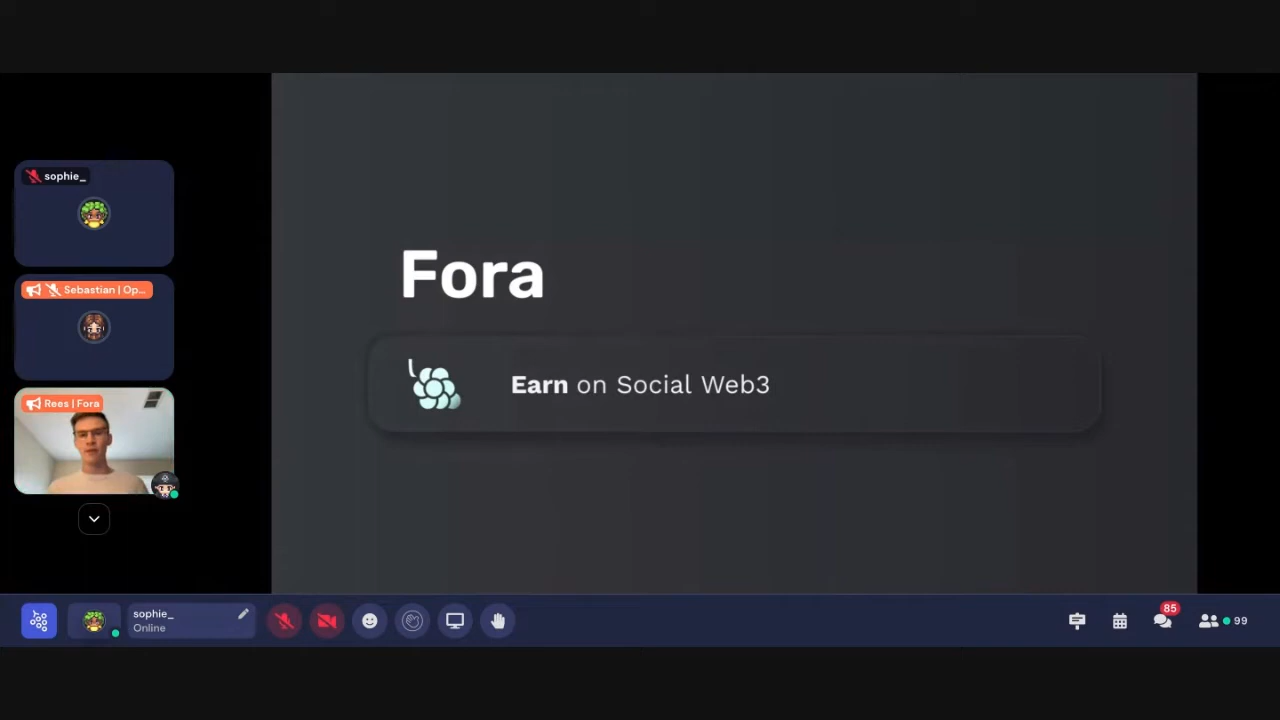 sophie_
Sebastian | Op...
Rees | Fora
Fora
Earn on Social Web3
sophie_
Online
85
99